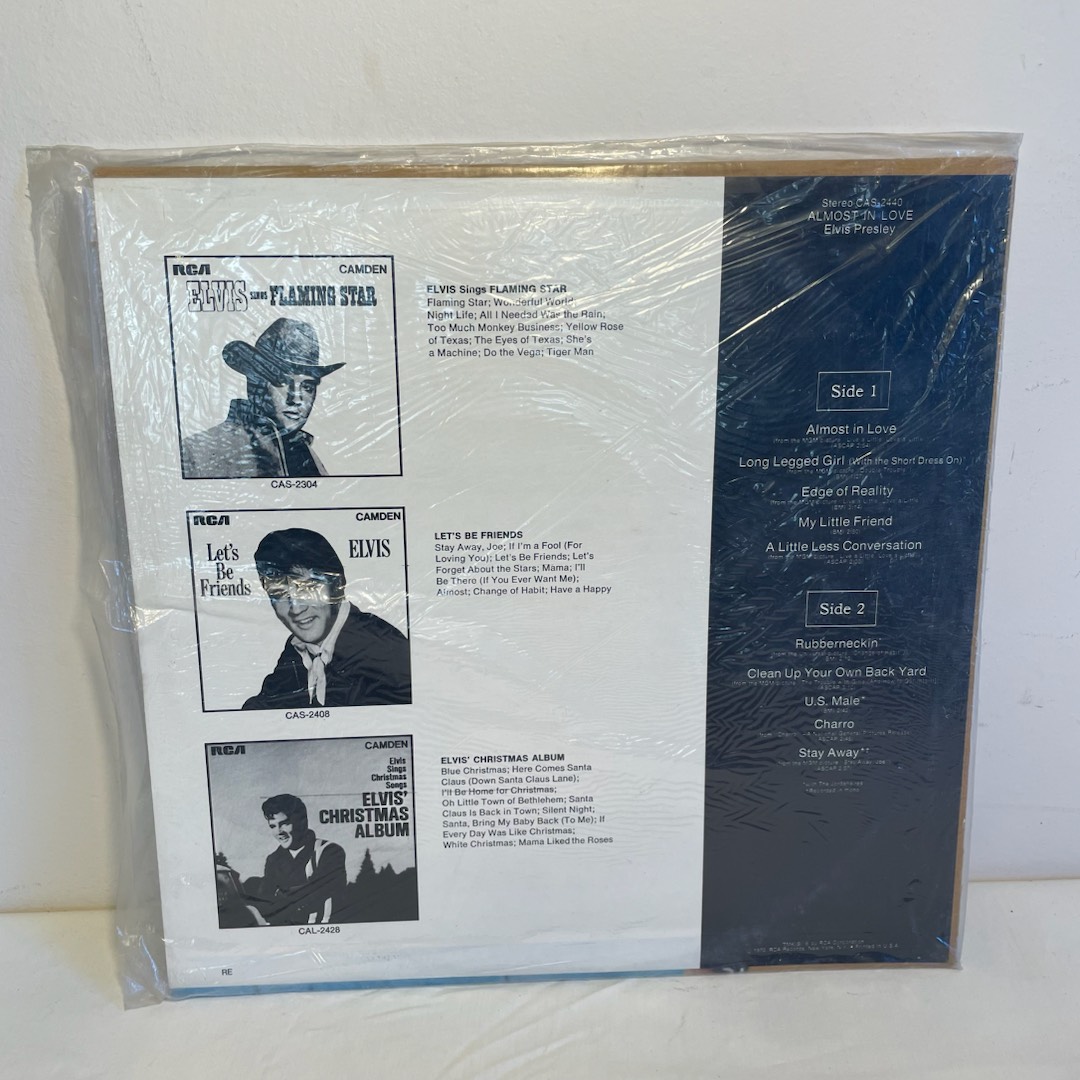 RCA CAMDEN
ELVIS SINGS FLAMING STAR
CAS-2304
ELVIS Sings FLAMING STAR
Flaming Star; Wonderful World;
Night Life; All I Needed Was the Rain;
Too Much Monkey Business; Yellow Rose
of Texas; The Eyes of Texas; She's
a Machine; Do the Vega; Tiger Man
RCA CAMDEN
Let's
Be
Friends
ELVIS
CAS-2408
LET'S BE FRIENDS
Stay Away, Joe; If I'm a Fool (For
Loving You); Let's Be Friends; Let's
Forget About the Stars; Mama; I'll
Be There (If You Ever Want Me);
Almost; Change of Habit; Have a Happy
RCA CAMDEN
Elvis
Sings
Christmas
Songs
ELVIS'
CHRISTMAS
ALBUM
CAL-2428
ELVIS' CHRISTMAS ALBUM
Blue Christmas; Here Comes Santa
Claus (Down Santa Claus Lane);
I'll Be Home for Christmas;
Oh Little Town of Bethlehem; Santa
Claus Is Back in Town; Silent Night;
Santa, Bring My Baby Back (To Me); If
Every Day Was Like Christmas;
White Christmas; Mama Liked the Roses
RE
Stereo CAS-2440
ALMOST IN LOVE
Elvis Presley
Side 1
Almost in Love
Long Legged Girl (With the Short Dress On)
Edge of Reality
My Little Friend
A Little Less Conversation
Side 2
Rubberneckin'
Clean Up Your Own Back Yard
U.S. Male*
Charro
Stay Away**